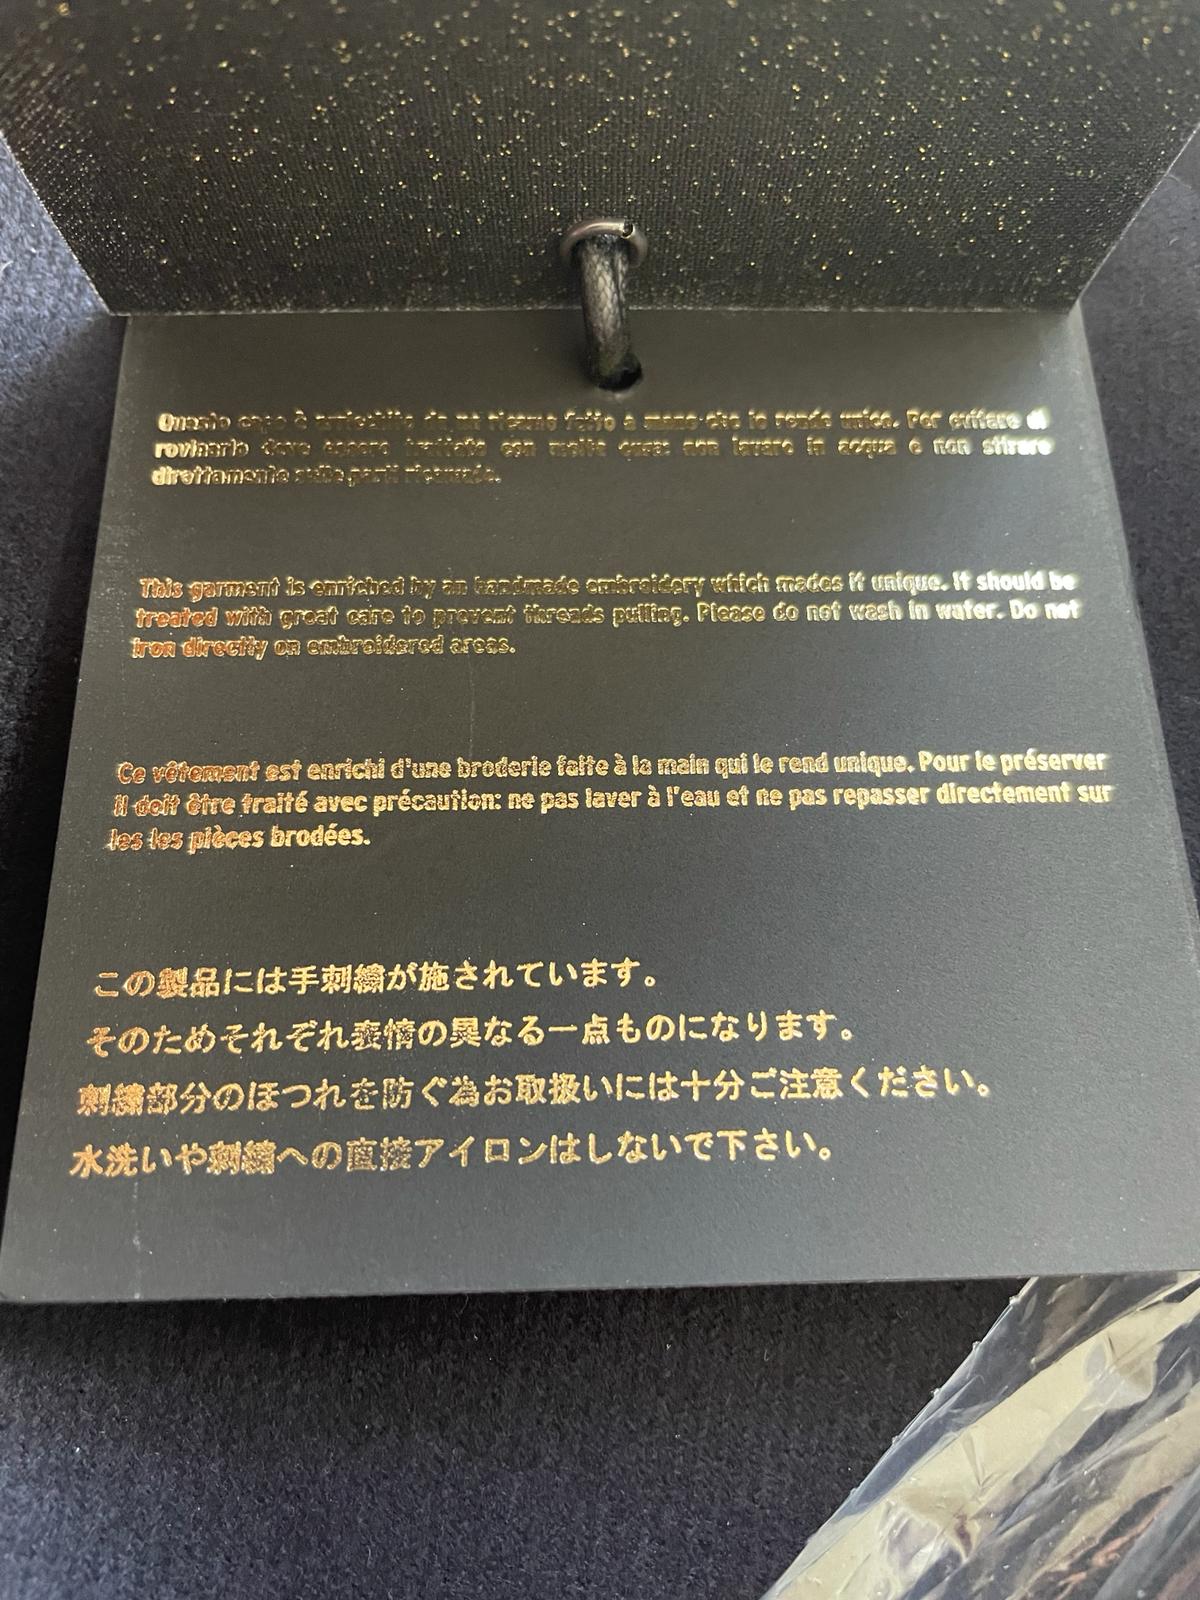 Questo capo è arricchito da un ricamo fatto a mano che lo rende unico. Per evitare di
rovinarlo deve essere trattato con molta cura: non lavare in acqua e non stirare
direttamente sulle parti ricamate.
This garment is enriched by an handmade embroidery which mades it unique. It should be
treated with great care to prevent threads pulling. Please do not wash in water. Do not
iron directly on embroidered areas.
Ce vêtement est enrichi d'une broderie faite à la main qui le rend unique. Pour le préserver
il doit être traité avec précaution: ne pas laver à l'eau et ne pas repasser directement sur
les les pièces brodées.
この製品には手刺繍が施されています。
そのためそれぞれ表情の異なる一点ものになります。
刺繍部分のほつれを防ぐ為お取扱いには十分ご注意ください。
水洗いや刺繍への直接アイロンはしないで下さい。